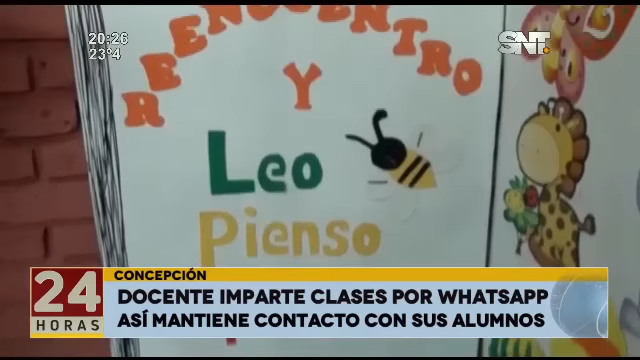 20:26
23°4
SNT
REENCUENTRO
Y
Leo
Pienso
CONCEPCIÓN
24
HORAS
DOCENTE IMPARTE CLASES POR WHATSAPP
ASÍ MANTIENE CONTACTO CON SUS ALUMNOS